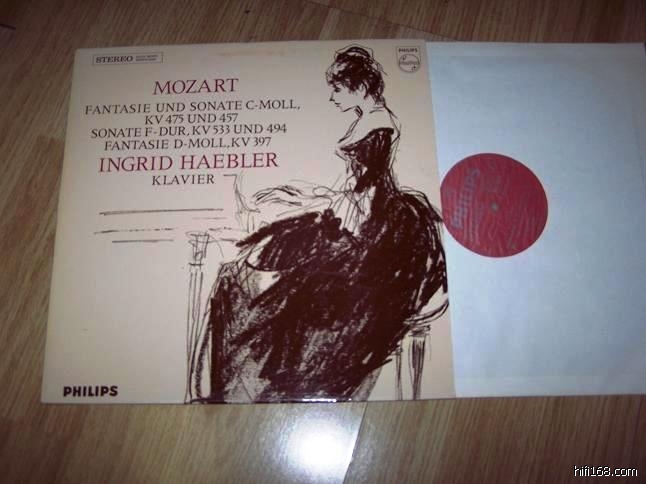 STEREO
PHILIPS
MOZART
FANTASIE UND SONATE C-MOLL,
KV 475 UND 457
SONATE F-DUR, KV 533 UND 494
FANTASIE D-MOLL, KV 397
INGRID HAEBLER
KLAVIER
PHILIPS
PHILIPS
hifi168.com